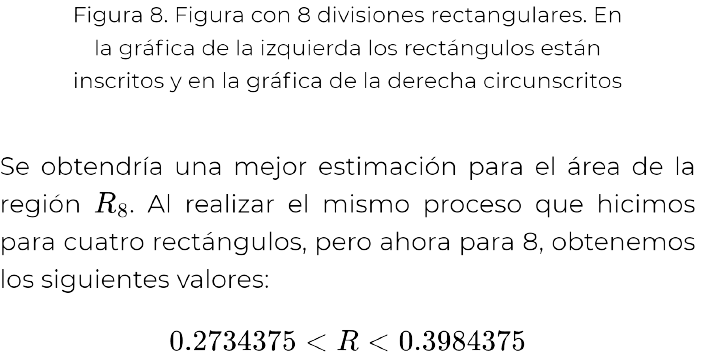 Figura 8. Figura con 8 divisiones rectangulares. En
la gráfica de la izquierda los rectángulos están
inscritos y en la gráfica de la derecha circunscritos
Se obtendría una mejor estimación para el área de la
región R₈. Al realizar el mismo proceso que hicimos
para cuatro rectángulos, pero ahora para 8, obtenemos
los siguientes valores:
0.2734375 < R < 0.3984375